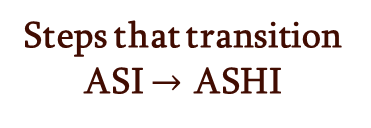 Steps that transition
ASI → ASHI